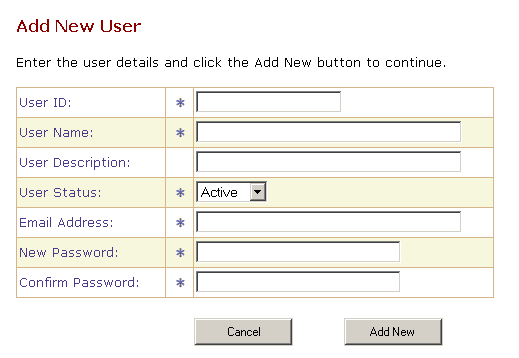 Add New User
Enter the user details and click the Add New button to continue.
User ID: *
User Name: *
User Description:
User Status: * Active
Email Address: *
New Password: *
Confirm Password: *
Cancel Add New